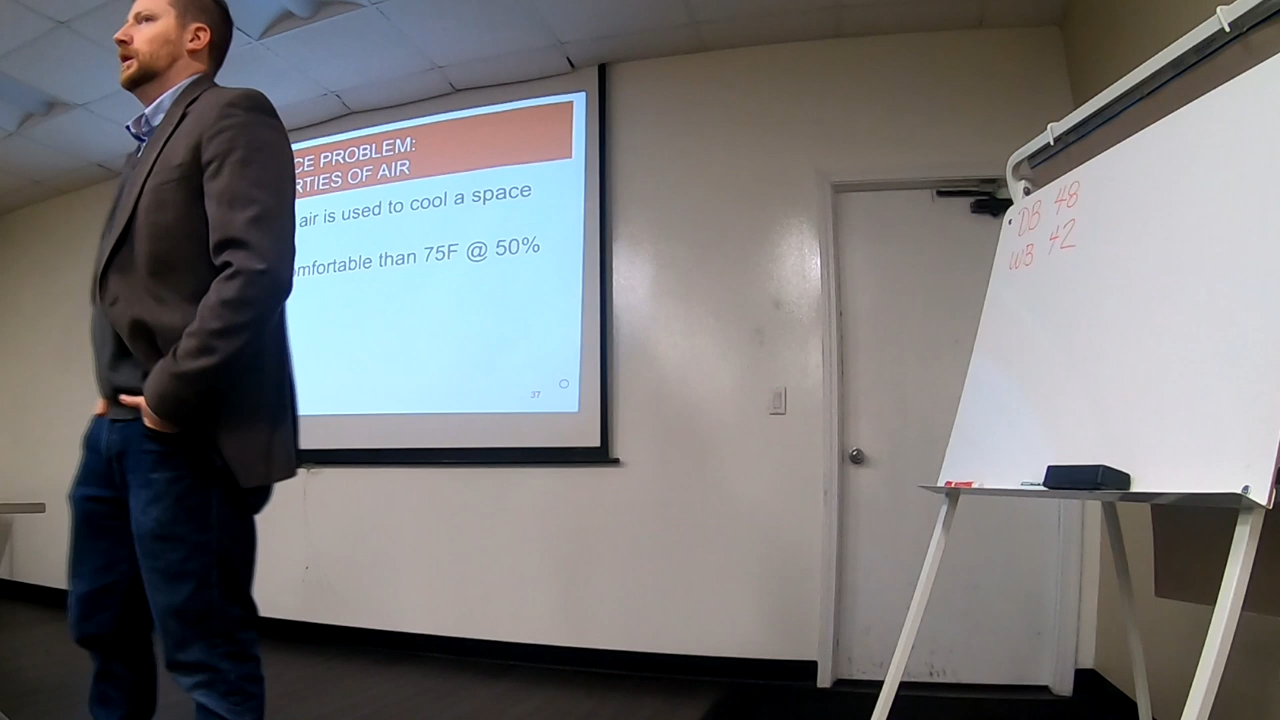 CE PROBLEM:
RTIES OF AIR
air is used to cool a space
omfortable than 75F @ 50%
37
DB 48
WB 42